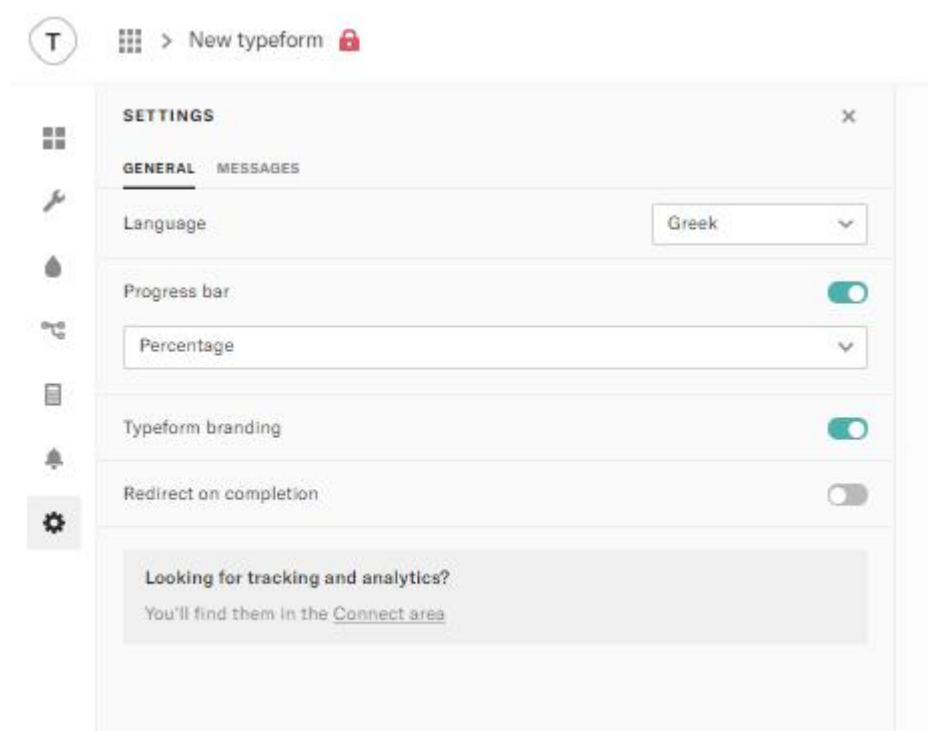 T
> New typeform
SETTINGS
×
GENERAL MESSAGES
Language
Greek
Progress bar
Percentage
Typeform branding
Redirect on completion
Looking for tracking and analytics?
You'll find them in the Connect area